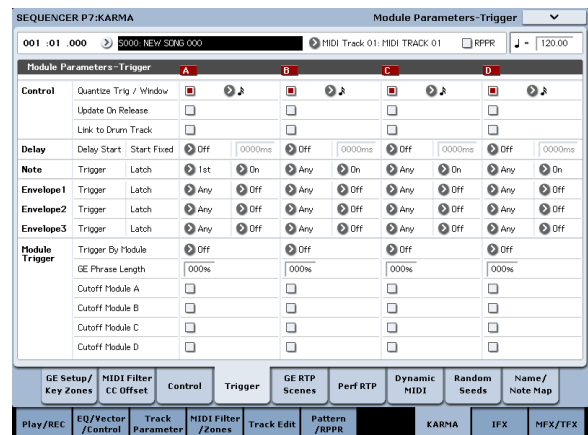 SEQUENCER P7:KARMA Module Parameters-Trigger
001 :01 .000 S000: NEW SONG 000 MIDI Track 01: MIDI TRACK 01 RPPR ♩ = 120.00
Module Parameters-Trigger A B C D
Control Quantize Trig / Window
Update On Release
Link to Drum Track
Delay Delay Start Start Fixed Off 0000ms Off 0000ms Off 0000ms Off 0000ms
Note Trigger Latch 1st On Any On Any On Any On
Envelope1 Trigger Latch Any Off Any Off Any Off Any Off
Envelope2 Trigger Latch Any Off Any Off Any Off Any Off
Envelope3 Trigger Latch Any Off Any Off Any Off Any Off
Module Trigger Trigger By Module Off Off Off Off
GE Phrase Length 000% 000% 000% 000%
Cutoff Module A
Cutoff Module B
Cutoff Module C
Cutoff Module D
GE Setup/ Key Zones MIDI Filter CC Offset Control Trigger GE RTP Scenes Perf RTP Dynamic MIDI Random Seeds Name/ Note Map
Play/REC EQ/Vector /Control Track Parameter MIDI Filter /Zones Track Edit Pattern /RPPR KARMA IFX MFX/TFX